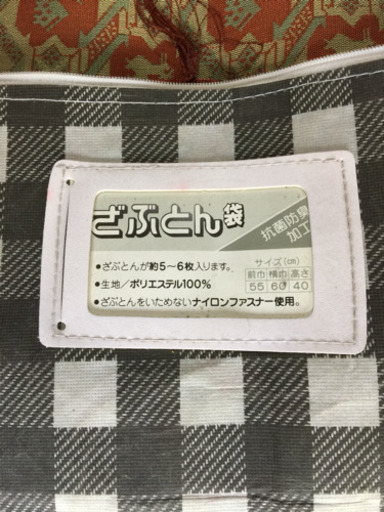 ざぶとん袋
抗菌防臭
加工
●ざぶとんが約5~6枚入ります。
●生地/ポリエステル100%
●ざぶとんをいためないナイロンファスナー使用。
サイズ(cm)
前巾 横巾 高さ
55 60 40